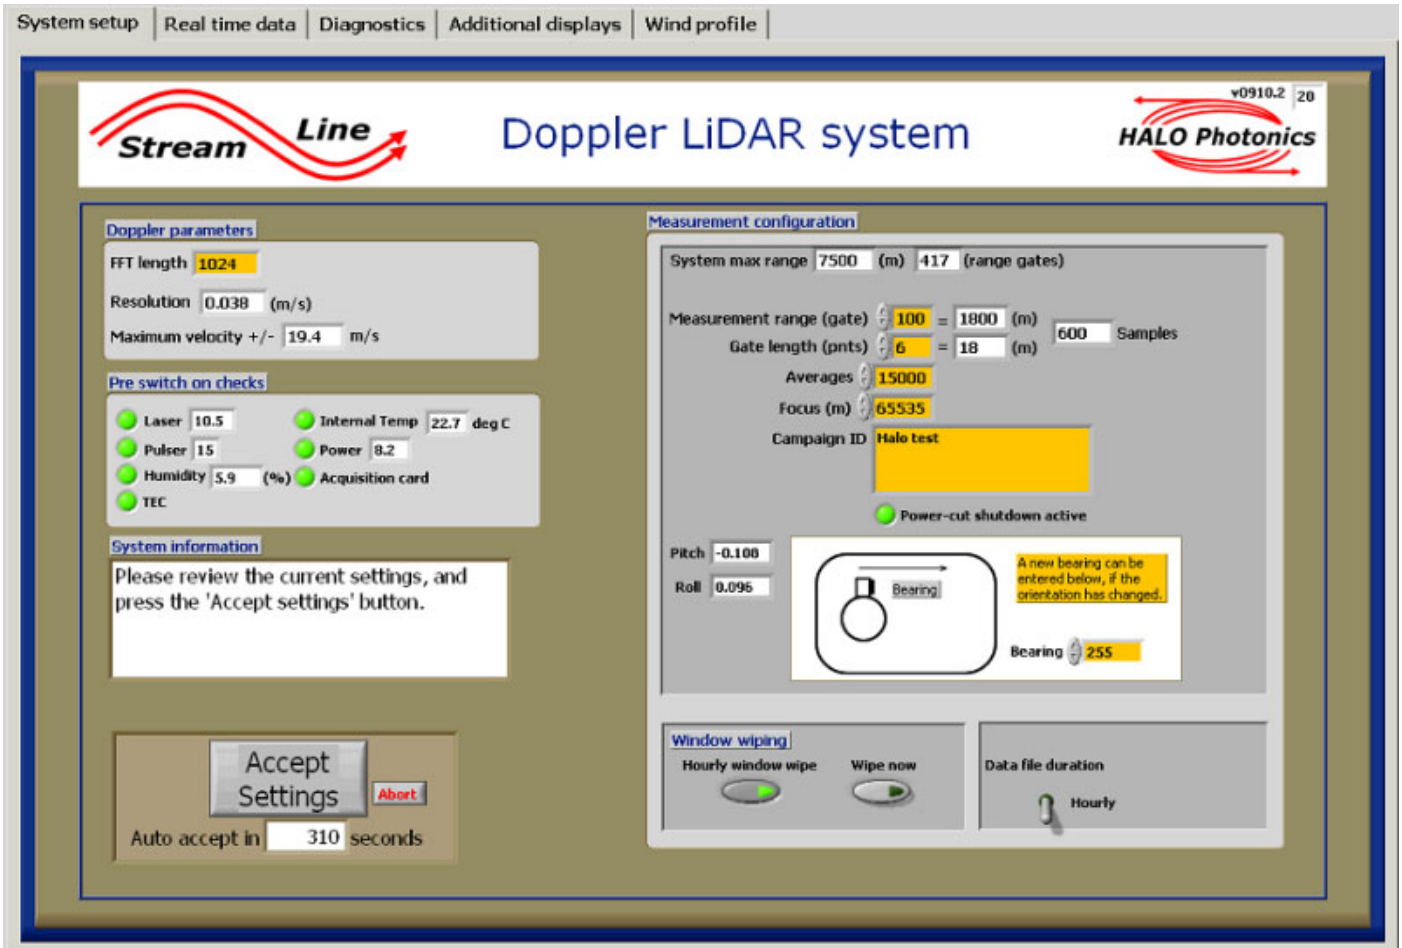 System setup
Real time data
Diagnostics
Additional displays
Wind profile
Stream Line
Doppler LiDAR system
v0910.2 20
HALO Photonics
Doppler parameters
FFT length 1024
Resolution 0.038 (m/s)
Maximum velocity +/- 19.4 m/s
Pre switch on checks
Laser 10.5 Internal Temp 22.7 deg C
Pulser 15 Power 8.2
Humidity 5.9 (%) Acquisition card
TEC
System information
Please review the current settings, and
press the 'Accept settings' button.
Accept
Settings
Abort
Auto accept in 310 seconds
Measurement configuration
System max range 7500 (m) 417 (range gates)
Measurement range (gate) 100 = 1800 (m)
600 Samples
Gate length (pnts) 6 = 18 (m)
Averages 15000
Focus (m) 65535
Campaign ID Halo test
Power-cut shutdown active
Pitch -0.108
Roll 0.096
Bearing
A new bearing can be
entered below, if the
orientation has changed.
Bearing 255
Window wiping
Hourly window wipe Wipe now
Data file duration
Hourly